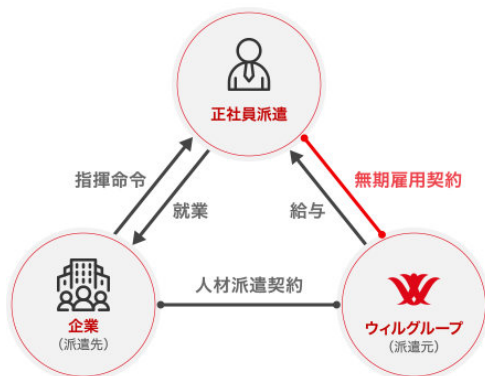 正社員派遣
指揮命令
無期雇用契約
就業
給与
人材派遣契約
企業
(派遣先)
ウィルグループ
(派遣元)